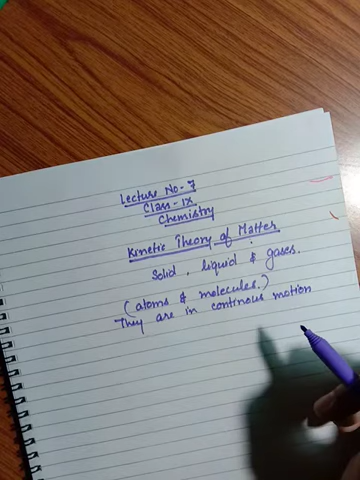 Lecture No-7
Class-IX
Chemistry
Kinetic Theory of Matter
Solid, liquid & gases.
(atoms & molecules.)
They are in continous motion